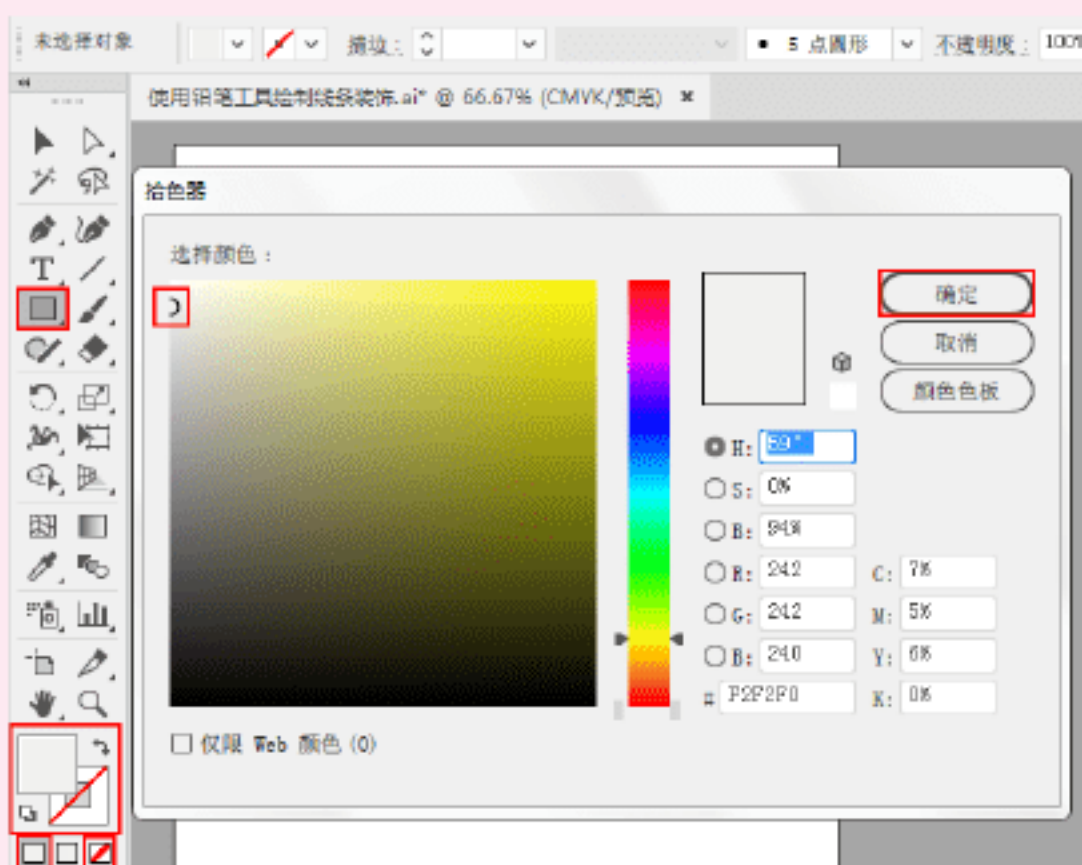 未选择对象
描边：
5 点圆形
不透明度：
100%
使用铅笔工具绘制线条装饰.ai* @ 66.67% (CMYK/预览) ×
拾色器
选择颜色：
确定
取消
颜色色板
H: 59°
S: 0%
B: 94%
R: 242
C: 7%
G: 242
M: 5%
B: 240
Y: 6%
# F2F2F0
K: 0%
仅限 Web 颜色 (O)
T